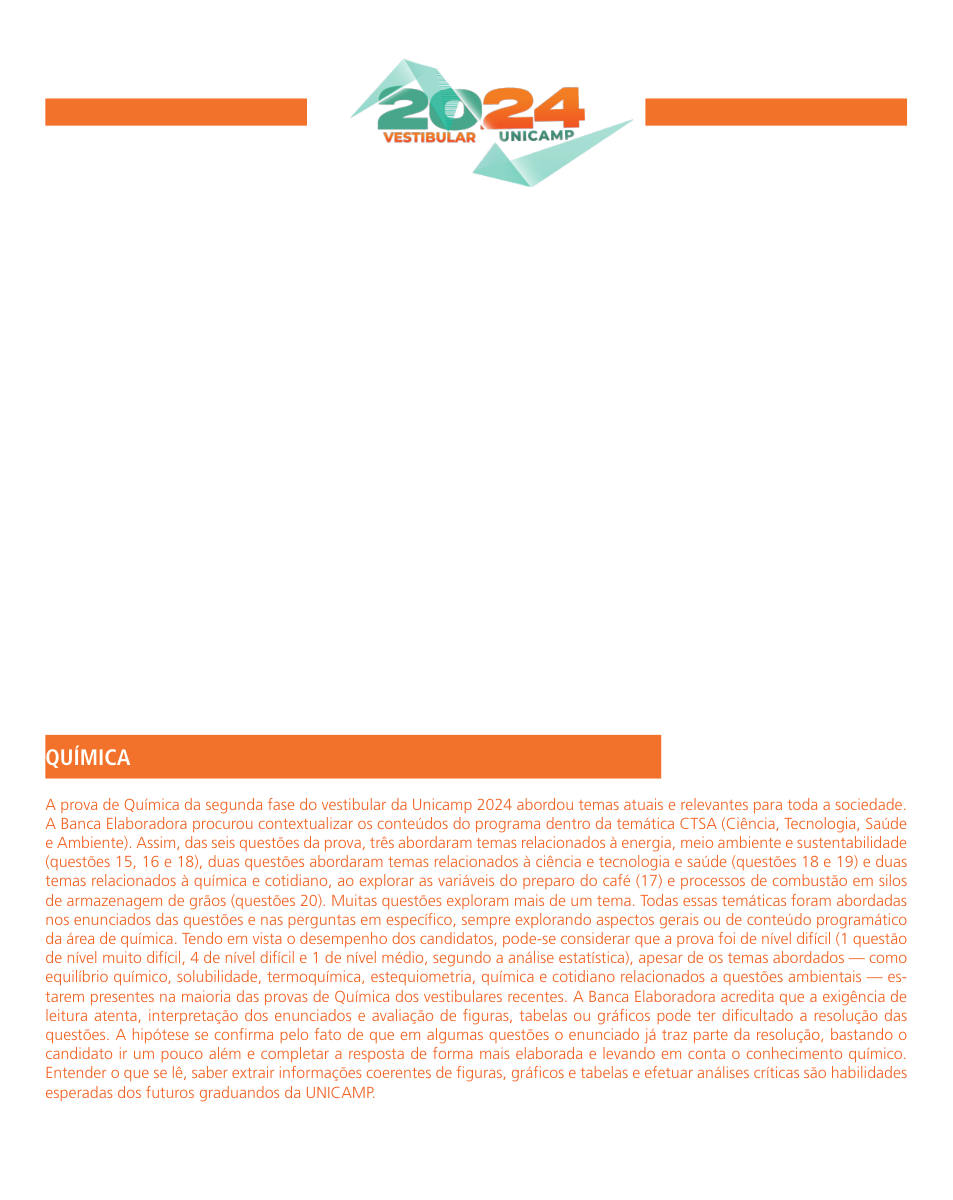 2024
VESTIBULAR UNICAMP
QUÍMICA
A prova de Química da segunda fase do vestibular da Unicamp 2024 abordou temas atuais e relevantes para toda a sociedade.
A Banca Elaboradora procurou contextualizar os conteúdos do programa dentro da temática CTSA (Ciência, Tecnologia, Saúde
e Ambiente). Assim, das seis questões da prova, três abordaram temas relacionados à energia, meio ambiente e sustentabilidade
(questões 15, 16 e 18), duas questões abordaram temas relacionados à ciência e tecnologia e saúde (questões 18 e 19) e duas
temas relacionados à química e cotidiano, ao explorar as variáveis do preparo do café (17) e processos de combustão em silos
de armazenagem de grãos (questões 20). Muitas questões exploram mais de um tema. Todas essas temáticas foram abordadas
nos enunciados das questões e nas perguntas em específico, sempre explorando aspectos gerais ou de conteúdo programático
da área de química. Tendo em vista o desempenho dos candidatos, pode-se considerar que a prova foi de nível difícil (1 questão
de nível muito difícil, 4 de nível difícil e 1 de nível médio, segundo a análise estatística), apesar de os temas abordados — como
equilíbrio químico, solubilidade, termoquímica, estequiometria, química e cotidiano relacionados a questões ambientais — es-
tarem presentes na maioria das provas de Química dos vestibulares recentes. A Banca Elaboradora acredita que a exigência de
leitura atenta, interpretação dos enunciados e avaliação de figuras, tabelas ou gráficos pode ter dificultado a resolução das
questões. A hipótese se confirma pelo fato de que em algumas questões o enunciado já traz parte da resolução, bastando o
candidato ir um pouco além e completar a resposta de forma mais elaborada e levando em conta o conhecimento químico.
Entender o que se lê, saber extrair informações coerentes de figuras, gráficos e tabelas e efetuar análises críticas são habilidades
esperadas dos futuros graduandos da UNICAMP.